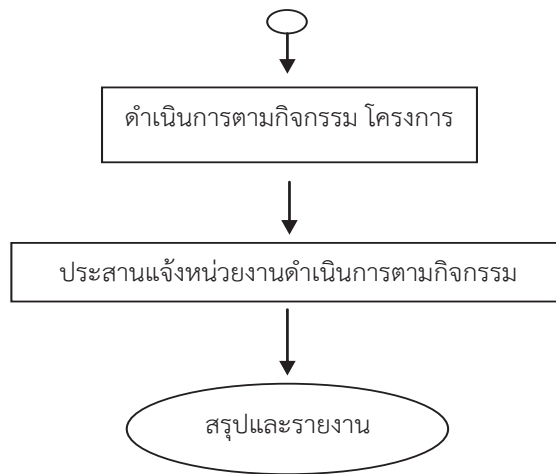 ดำเนินการตามกิจกรรม โครงการ
ประสานแจ้งหน่วยงานดำเนินการตามกิจกรรม
สรุปและรายงาน